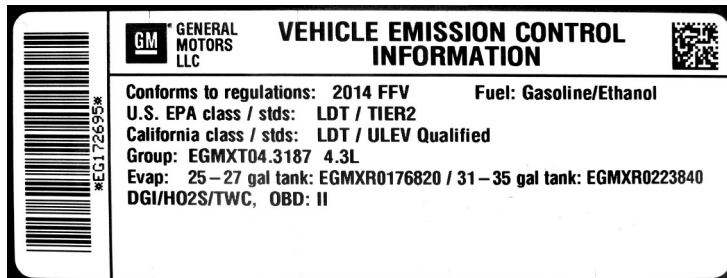 *EG172695*
GM
GENERAL
MOTORS
LLC
VEHICLE EMISSION CONTROL
INFORMATION
Conforms to regulations: 2014 FFV Fuel: Gasoline/Ethanol
U.S. EPA class / stds: LDT / TIER2
California class / stds: LDT / ULEV Qualified
Group: EGMXT04.3187 4.3L
Evap: 25–27 gal tank: EGMXR0176820 / 31–35 gal tank: EGMXR0223840
DGI/HO2S/TWC, OBD: II